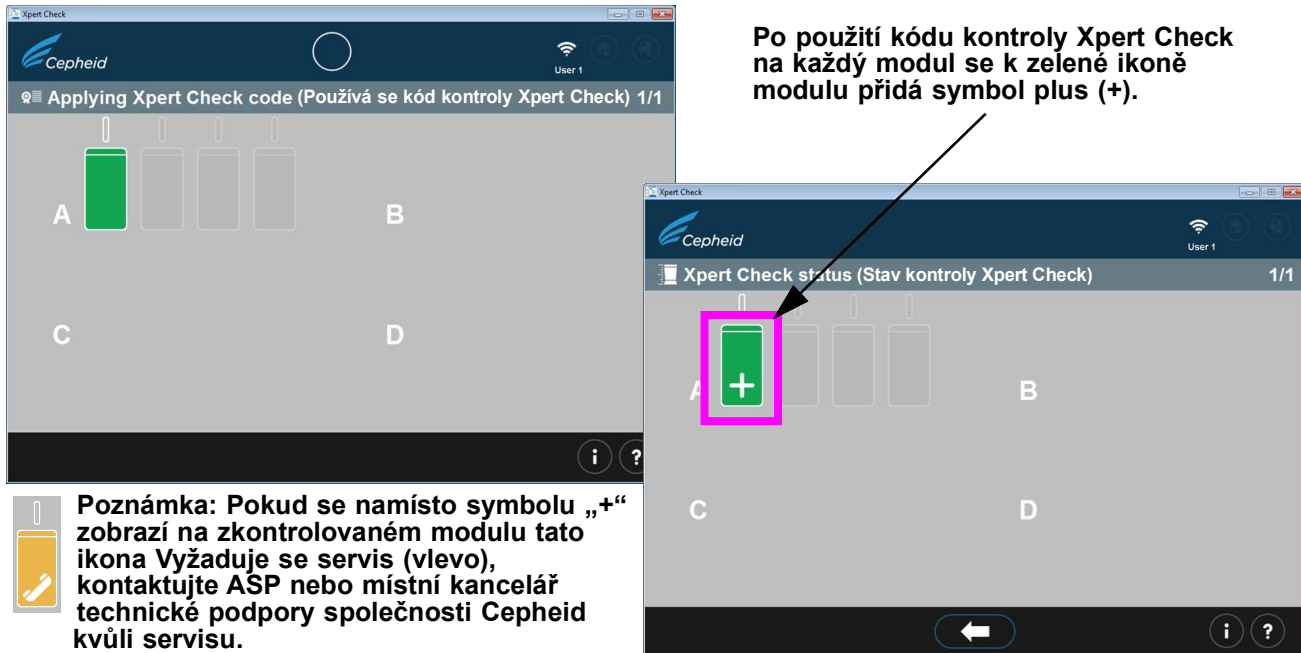 Xpert Check
Cepheid
User 1
Applying Xpert Check code (Používá se kód kontroly Xpert Check) 1/1
A
B
C
D
i
?
Po použití kódu kontroly Xpert Check
na každý modul se k zelené ikoně
modulu přidá symbol plus (+).
Xpert Check
Cepheid
User 1
Xpert Check status (Stav kontroly Xpert Check) 1/1
A
+
B
C
D
i
?
Poznámka: Pokud se namísto symbolu „+“
zobrazí na zkontrolovaném modulu tato
ikona Vyžaduje se servis (vlevo),
kontaktujte ASP nebo místní kancelář
technické podpory společnosti Cepheid
kvůli servisu.